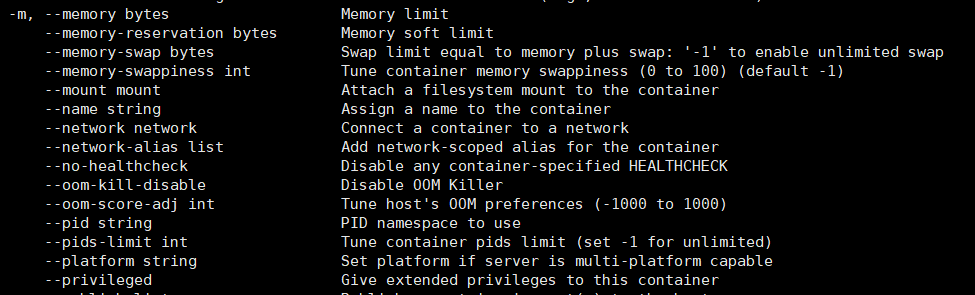 -m, --memory bytes Memory limit
--memory-reservation bytes Memory soft limit
--memory-swap bytes Swap limit equal to memory plus swap: '-1' to enable unlimited swap
--memory-swappiness int Tune container memory swappiness (0 to 100) (default -1)
--mount mount Attach a filesystem mount to the container
--name string Assign a name to the container
--network network Connect a container to a network
--network-alias list Add network-scoped alias for the container
--no-healthcheck Disable any container-specified HEALTHCHECK
--oom-kill-disable Disable OOM Killer
--oom-score-adj int Tune host's OOM preferences (-1000 to 1000)
--pid string PID namespace to use
--pids-limit int Tune container pids limit (set -1 for unlimited)
--platform string Set platform if server is multi-platform capable
--privileged Give extended privileges to this container